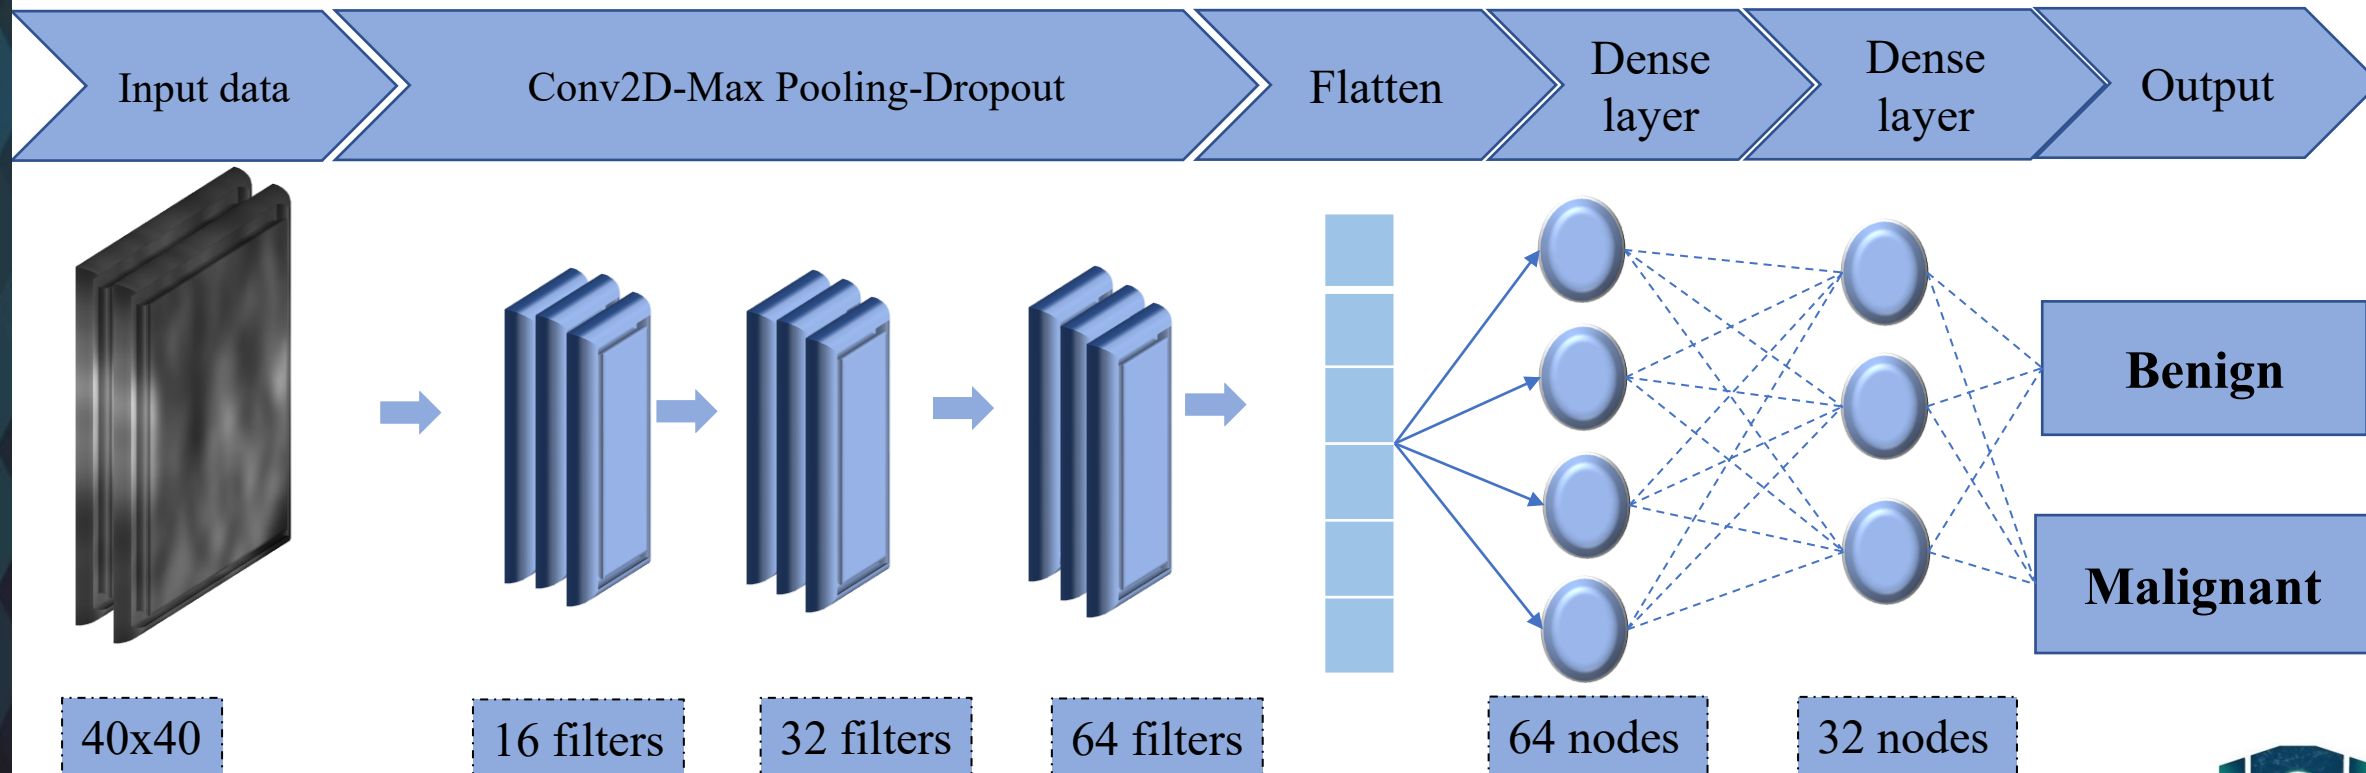 Input data
Conv2D-Max Pooling-Dropout
Flatten
Dense
layer
Dense
layer
Output
Benign
Malignant
40x40
16 filters
32 filters
64 filters
64 nodes
32 nodes